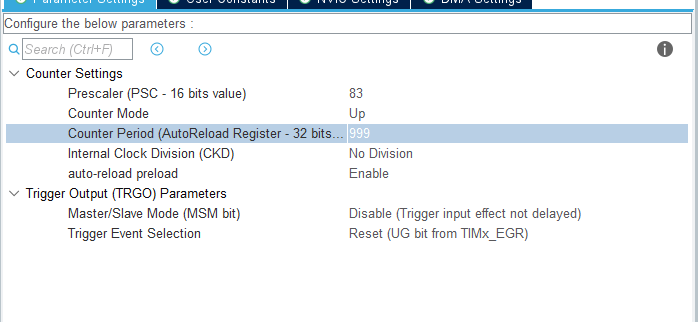 Parameter Settings User Constants NVIC Settings DMA Settings
Configure the below parameters :
Search (Ctrl+F)
Counter Settings
Prescaler (PSC - 16 bits value) 83
Counter Mode Up
Counter Period (AutoReload Register - 32 bits... 999
Internal Clock Division (CKD) No Division
auto-reload preload Enable
Trigger Output (TRGO) Parameters
Master/Slave Mode (MSM bit) Disable (Trigger input effect not delayed)
Trigger Event Selection Reset (UG bit from TIMx_EGR)